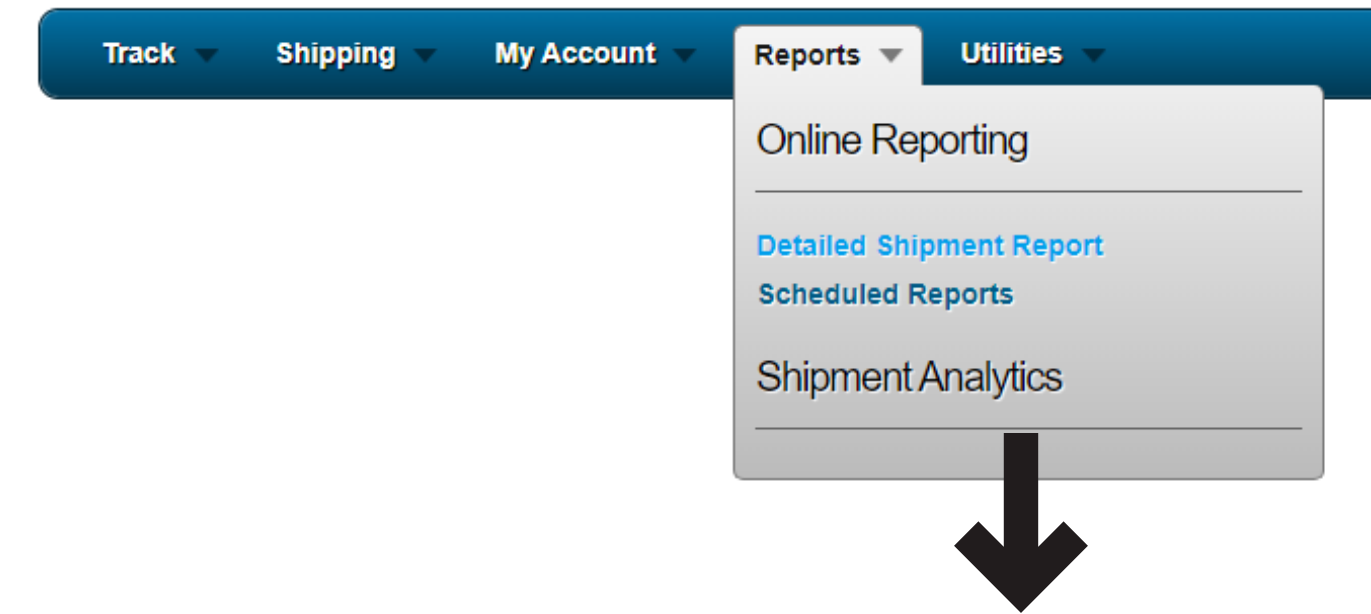 Track Shipping My Account Reports Utilities
Online Reporting
Detailed Shipment Report
Scheduled Reports
Shipment Analytics